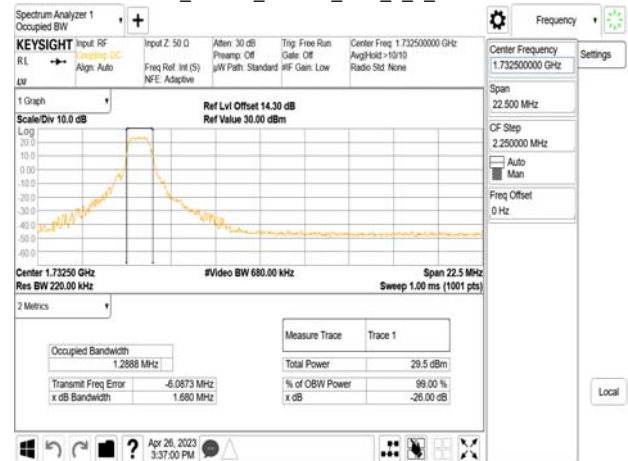 Spectrum Analyzer 1
Occupied BW
+
Frequency
KEYSIGHT Input: RF Input Z: 50 Ω Atten: 30 dB Trig: Free Run Center Freq: 1.732500000 GHz
RL Coupling: DC Preamp: Off Gate: Off Avg|Hold:>10/10
Align: Auto Freq Ref: Int (S) µW Path: Standard #IF Gain: Low Radio Std: None
LV NFE: Adaptive
Center Frequency
1.732500000 GHz
Settings
Span
22.500 MHz
CF Step
2.250000 MHz
Auto
Man
Freq Offset
0 Hz
1 Graph
Ref Lvl Offset 14.30 dB
Scale/Div 10.0 dB Ref Value 30.00 dBm
Log
20.0
10.0
0.00
-10.0
-20.0
-30.0
-40.0
-50.0
-60.0
Center 1.73250 GHz #Video BW 680.00 kHz Span 22.5 MHz
Res BW 220.00 kHz Sweep 1.00 ms (1001 pts)
2 Metrics
Measure Trace Trace 1
Occupied Bandwidth
1.2888 MHz
Total Power 29.5 dBm
Transmit Freq Error -6.0873 MHz % of OBW Power 99.00 %
x dB Bandwidth 1.680 MHz x dB -26.00 dB
Local
? Apr 26, 2023
3:37:00 PM